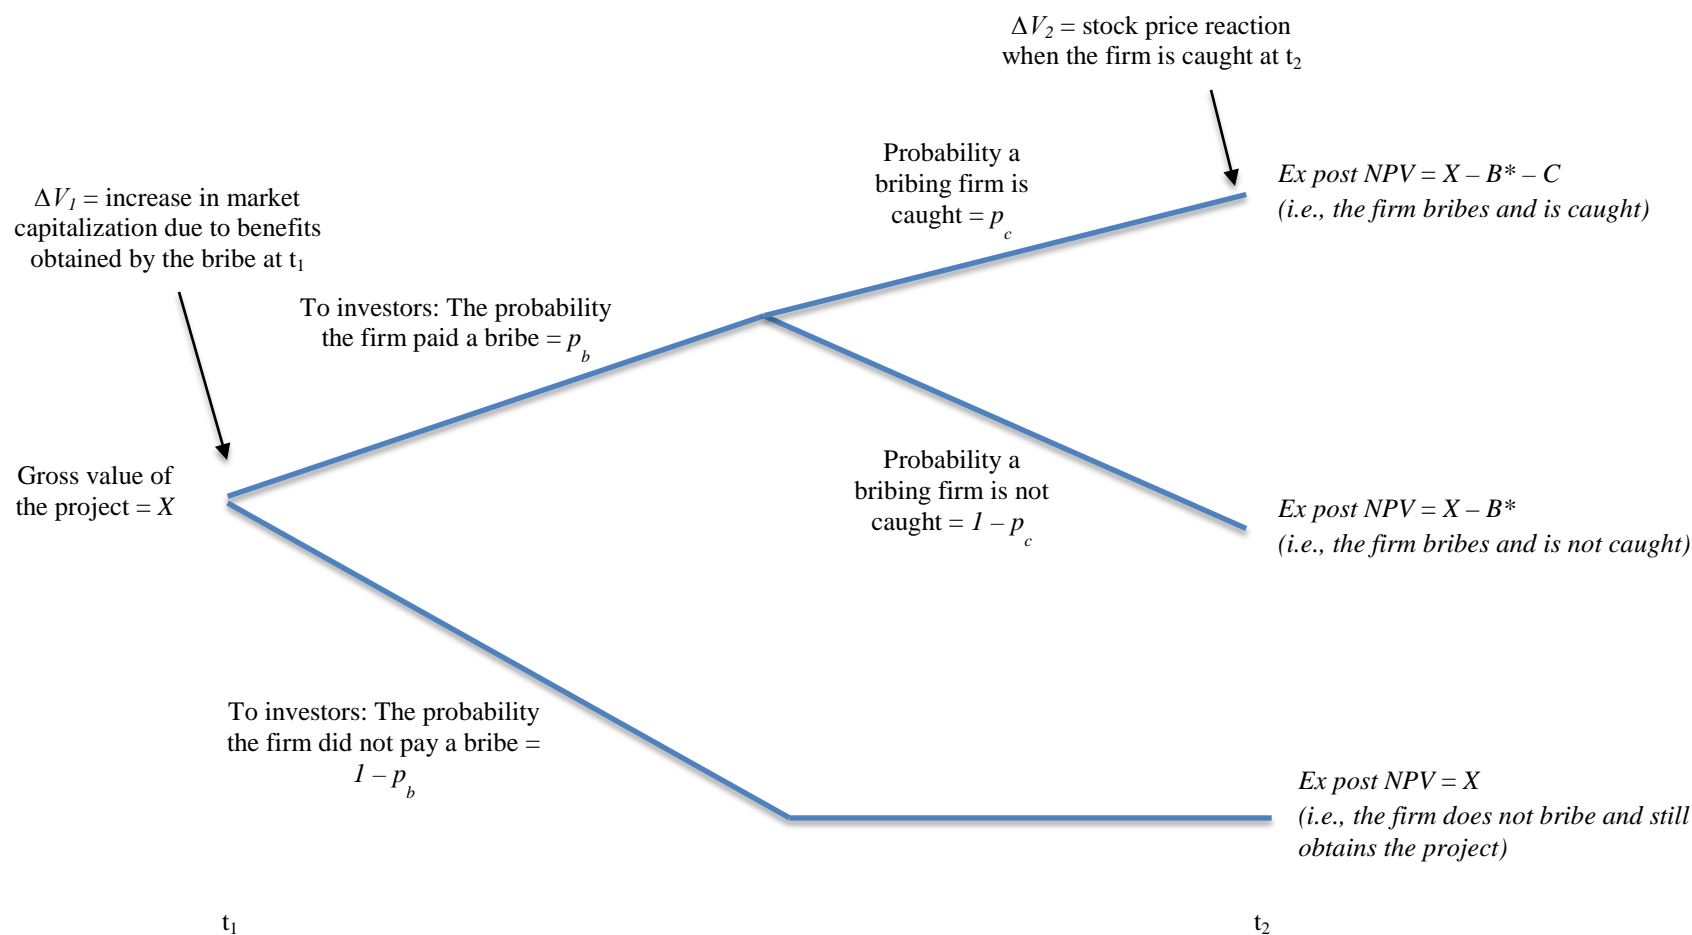 ΔV₂ = stock price reaction
when the firm is caught at t₂
Probability a
bribing firm is
caught = p_c
Ex post NPV = X – B* – C
(i.e., the firm bribes and is caught)
ΔV₁ = increase in market
capitalization due to benefits
obtained by the bribe at t₁
To investors: The probability
the firm paid a bribe = p_b
Gross value of
the project = X
Probability a
bribing firm is not
caught = 1 – p_c
Ex post NPV = X – B*
(i.e., the firm bribes and is not caught)
To investors: The probability
the firm did not pay a bribe =
1 – p_b
Ex post NPV = X
(i.e., the firm does not bribe and still
obtains the project)
t₁
t₂